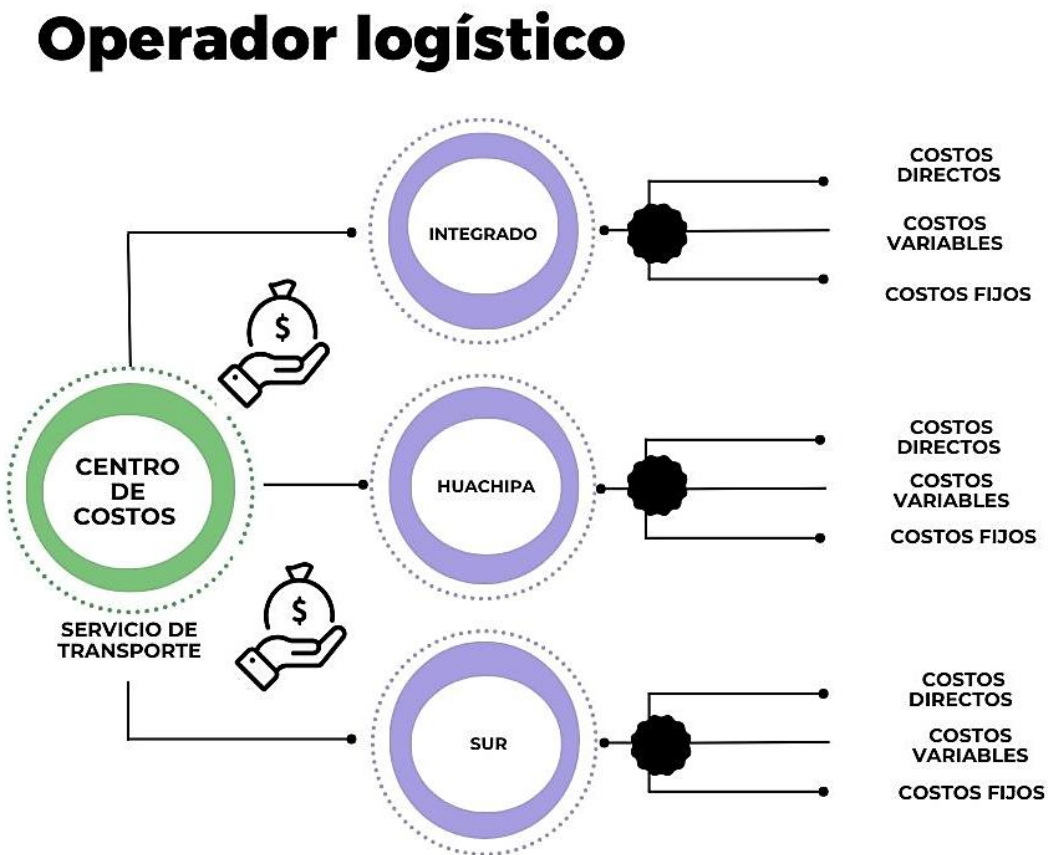 Operador logístico
INTEGRADO
COSTOS
DIRECTOS
COSTOS
VARIABLES
COSTOS FIJOS
$
CENTRO
DE
COSTOS
SERVICIO DE
TRANSPORTE
HUACHIPA
COSTOS
DIRECTOS
COSTOS
VARIABLES
COSTOS FIJOS
$
SUR
COSTOS
DIRECTOS
COSTOS
VARIABLES
COSTOS FIJOS